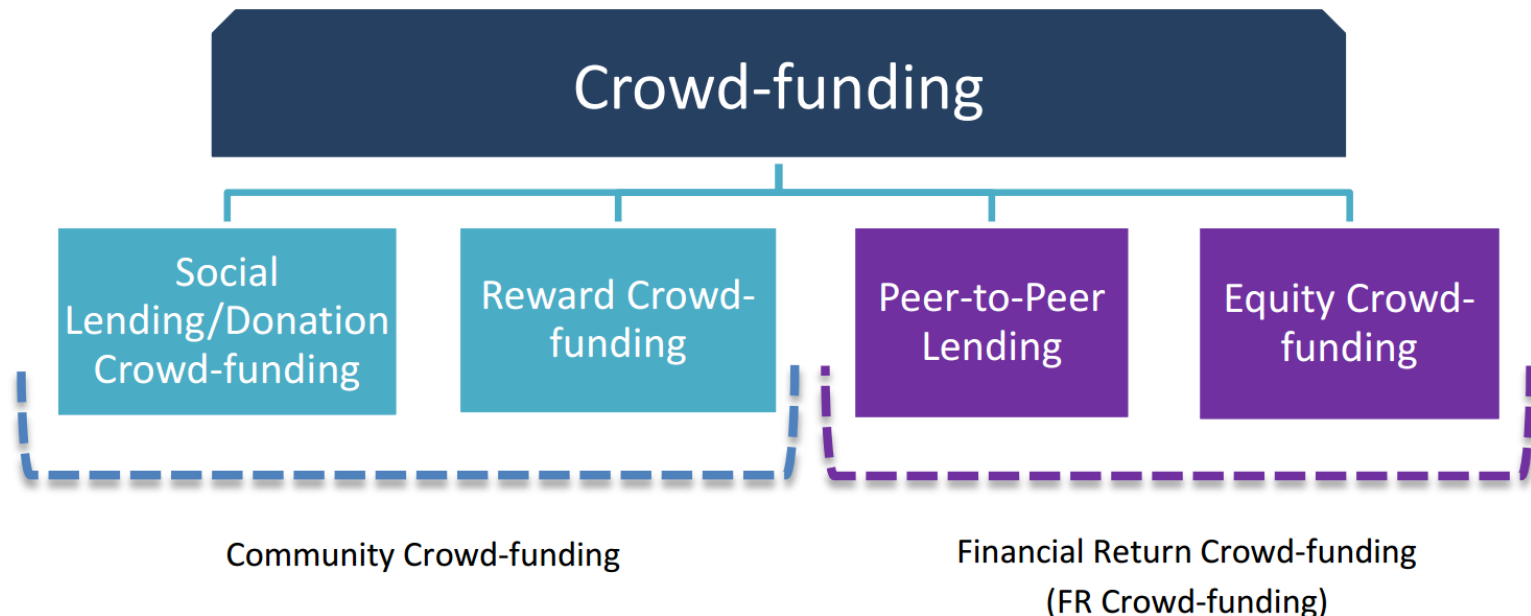 Crowd-funding
Social
Lending/Donation
Crowd-funding
Reward Crowd-
funding
Peer-to-Peer
Lending
Equity Crowd-
funding
Community Crowd-funding
Financial Return Crowd-funding
(FR Crowd-funding)